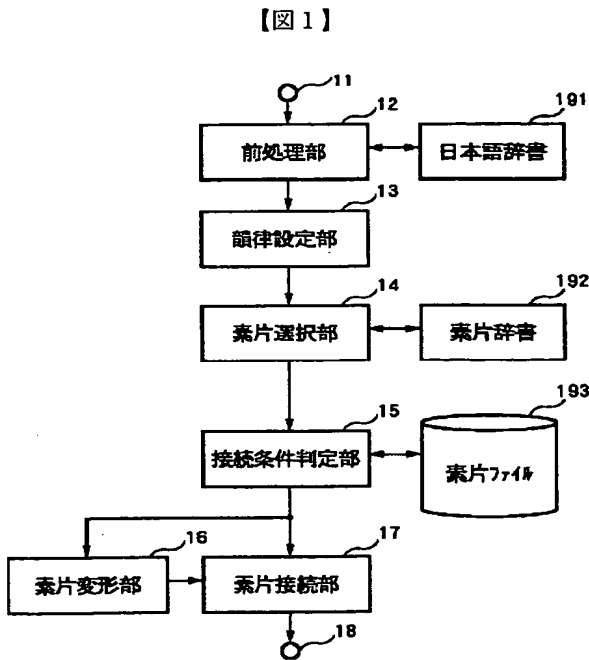 【図1】
11
12
191
前処理部
日本語辞書
13
韻律設定部
14
192
素片選択部
素片辞書
15
193
接続条件判定部
素片ファイル
16
17
素片変形部
素片接続部
18